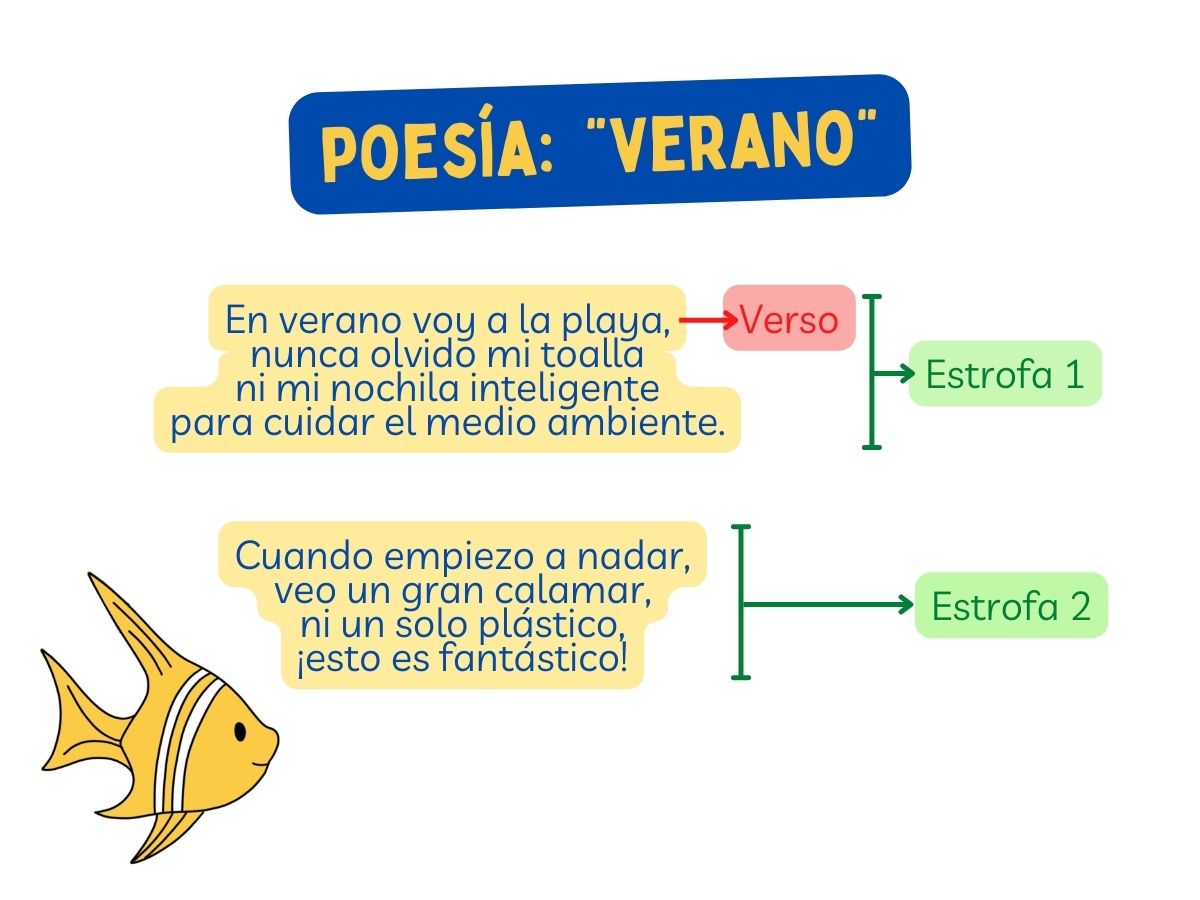 POESÍA: "VERANO"
En verano voy a la playa,
Verso
nunca olvido mi toalla
ni mi nochila inteligente
para cuidar el medio ambiente.
Estrofa 1
Cuando empiezo a nadar,
veo un gran calamar,
ni un solo plástico,
¡esto es fantástico!
Estrofa 2